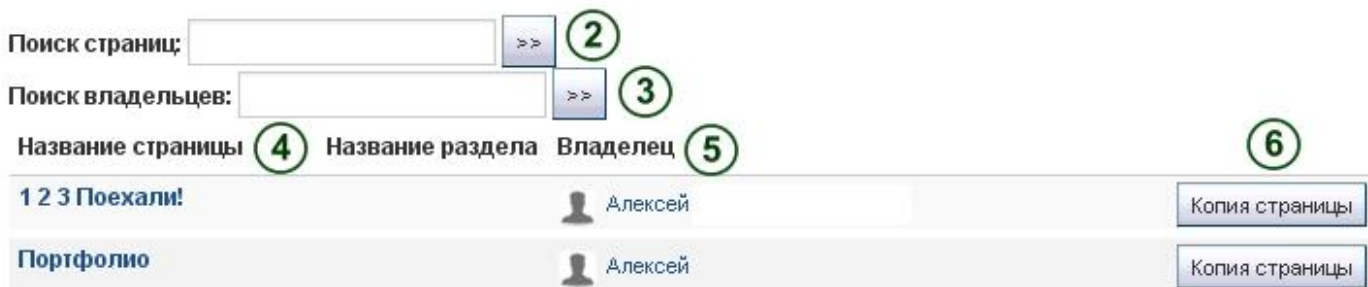 Поиск страниц: >> 2
Поиск владельцев: >> 3
Название страницы 4 Название раздела Владелец 5 6
1 2 3 Поехали! Алексей Копия страницы
Портфолио Алексей Копия страницы